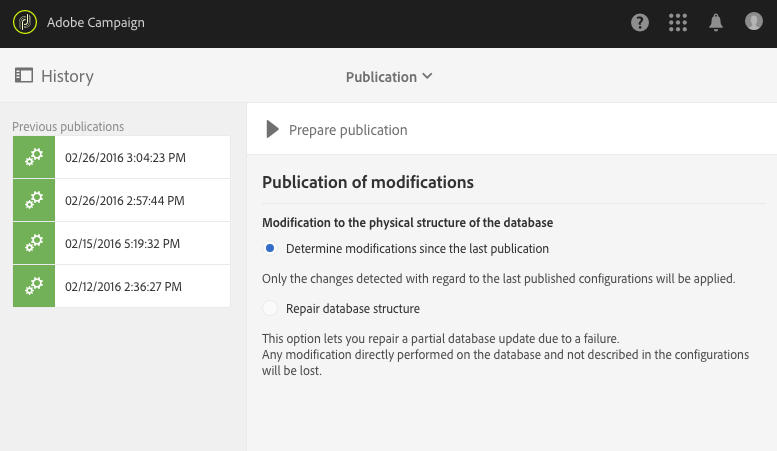 Adobe Campaign
?
History
Publication
Previous publications
02/26/2016 3:04:23 PM
02/26/2016 2:57:44 PM
02/15/2016 5:19:32 PM
02/12/2016 2:36:27 PM
Prepare publication
Publication of modifications
Modification to the physical structure of the database
Determine modifications since the last publication
Only the changes detected with regard to the last published configurations will be applied.
Repair database structure
This option lets you repair a partial database update due to a failure.
Any modification directly performed on the database and not described in the configurations
will be lost.